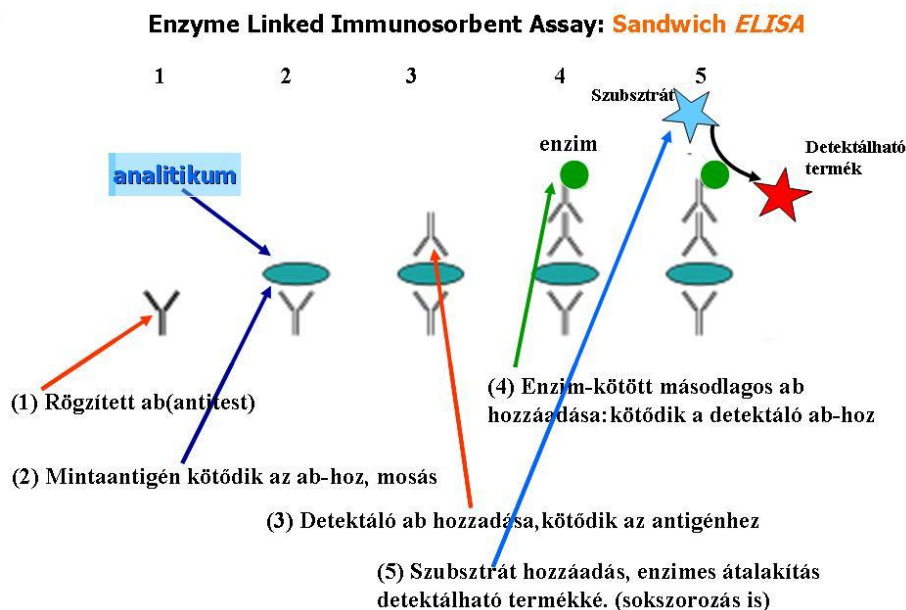 Enzyme Linked Immunosorbent Assay: Sandwich ELISA
1 2 3 4 5
Szubsztrát
enzim
Detektálható
termék
analitikum
(1) Rögzített ab(antitest)
(4) Enzim-kötött másodlagos ab
hozzáadása: kötődik a detektáló ab-hoz
(2) Mintaantigén kötődik az ab-hoz, mosás
(3) Detektáló ab hozzadása, kötődik az antigénhez
(5) Szubsztrát hozzáadás, enzimes átalakítás
detektálható termékké. (sokszorozás is)